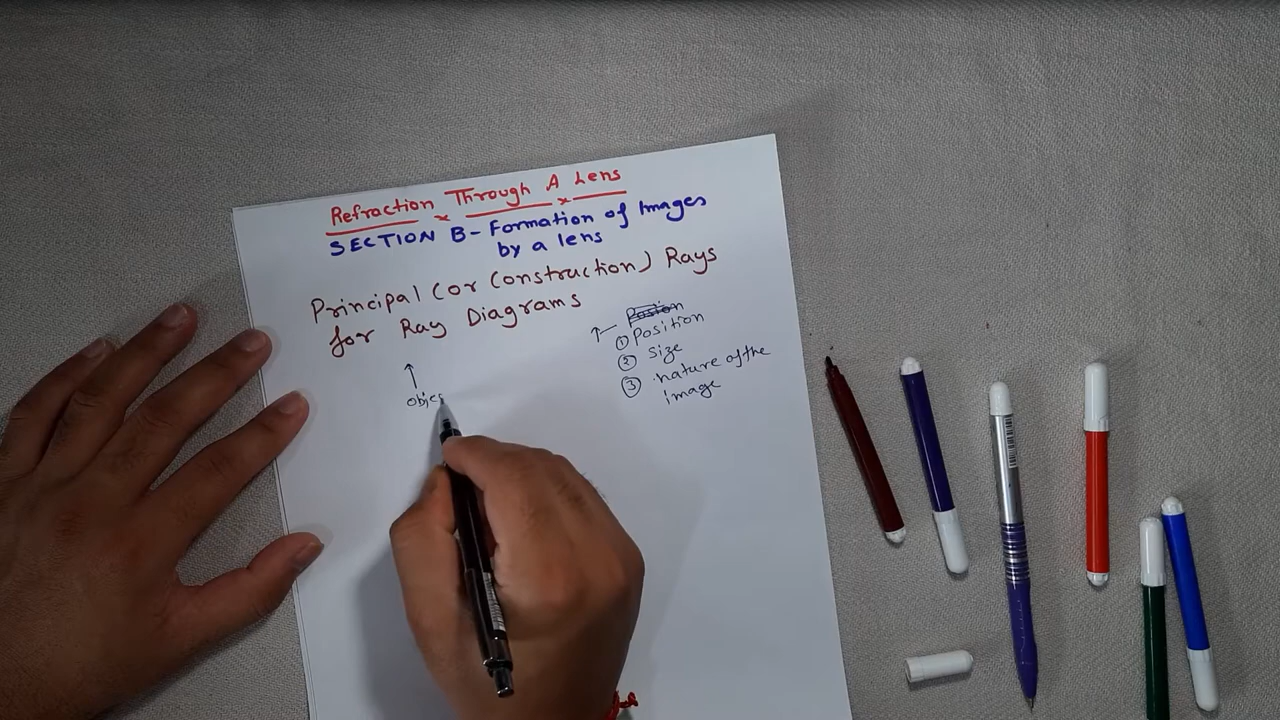 Refraction Through A Lens
SECTION B - Formation of Images
by a lens
Principal (or Construction) Rays
for Ray Diagrams
① Position
② Size
③ nature of the
image
Objec